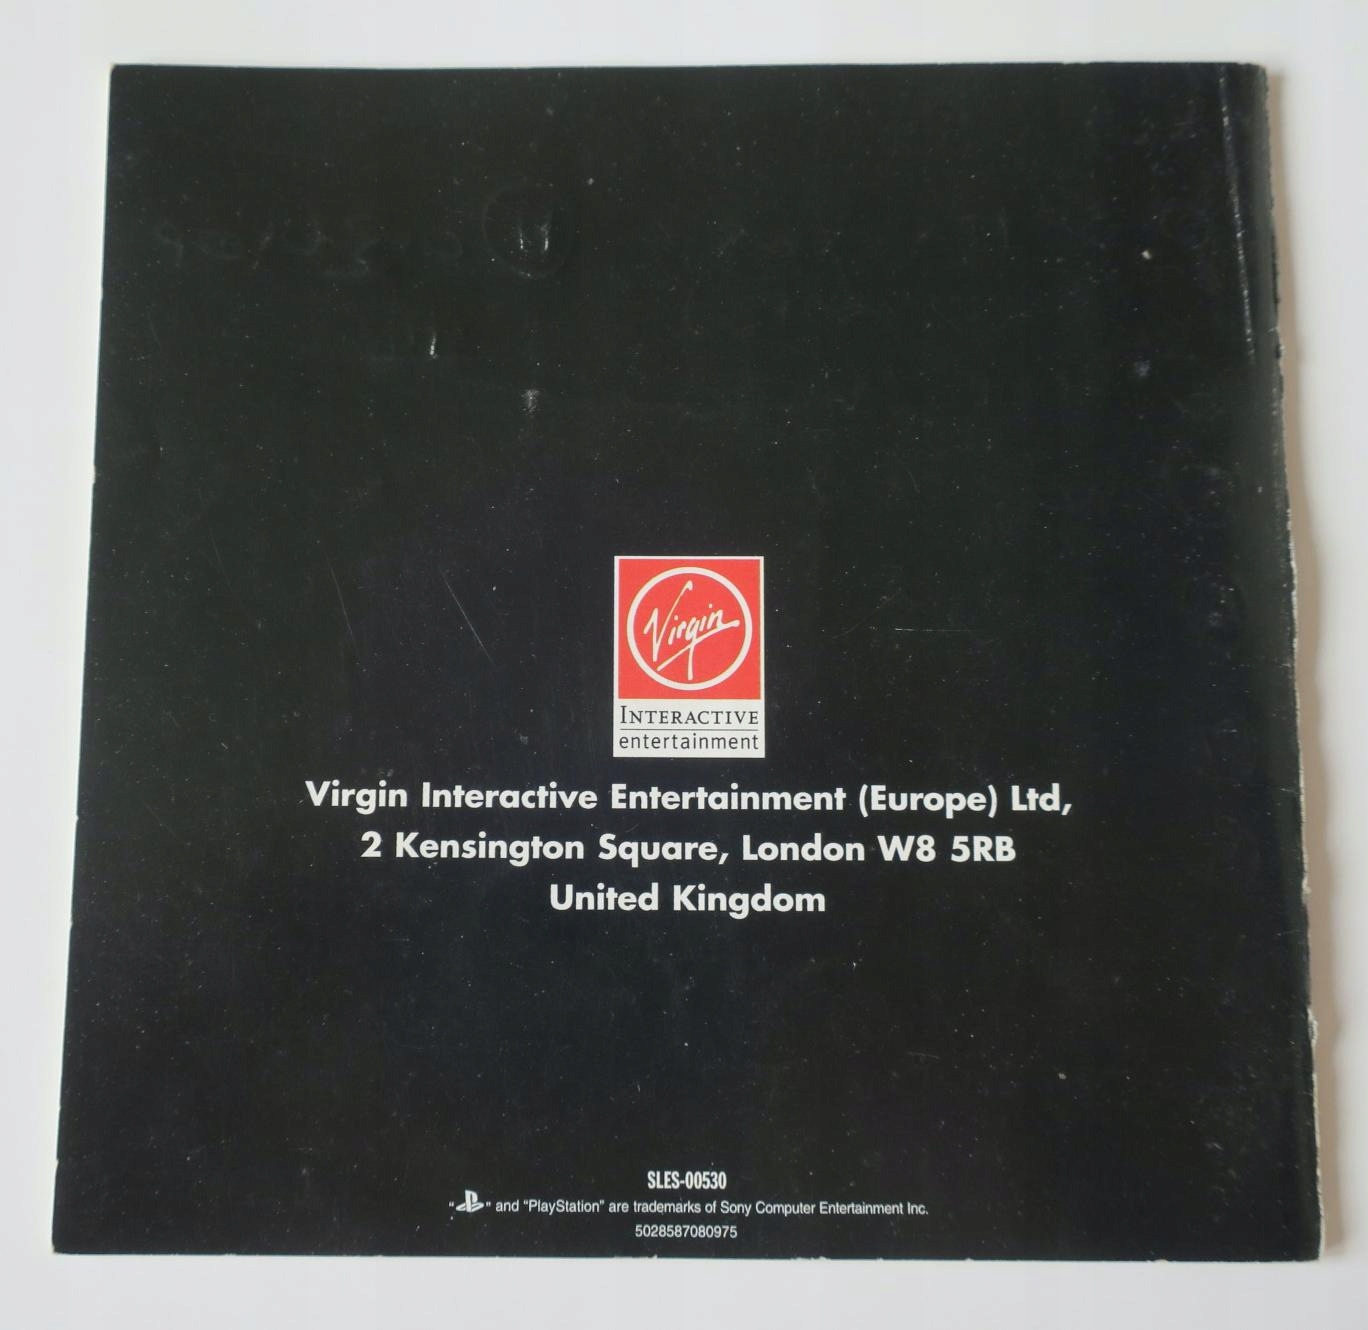 Virgin
INTERACTIVE
entertainment
Virgin Interactive Entertainment (Europe) Ltd,
2 Kensington Square, London W8 5RB
United Kingdom
SLES-00530
" " and "PlayStation" are trademarks of Sony Computer Entertainment Inc.
5028587080975